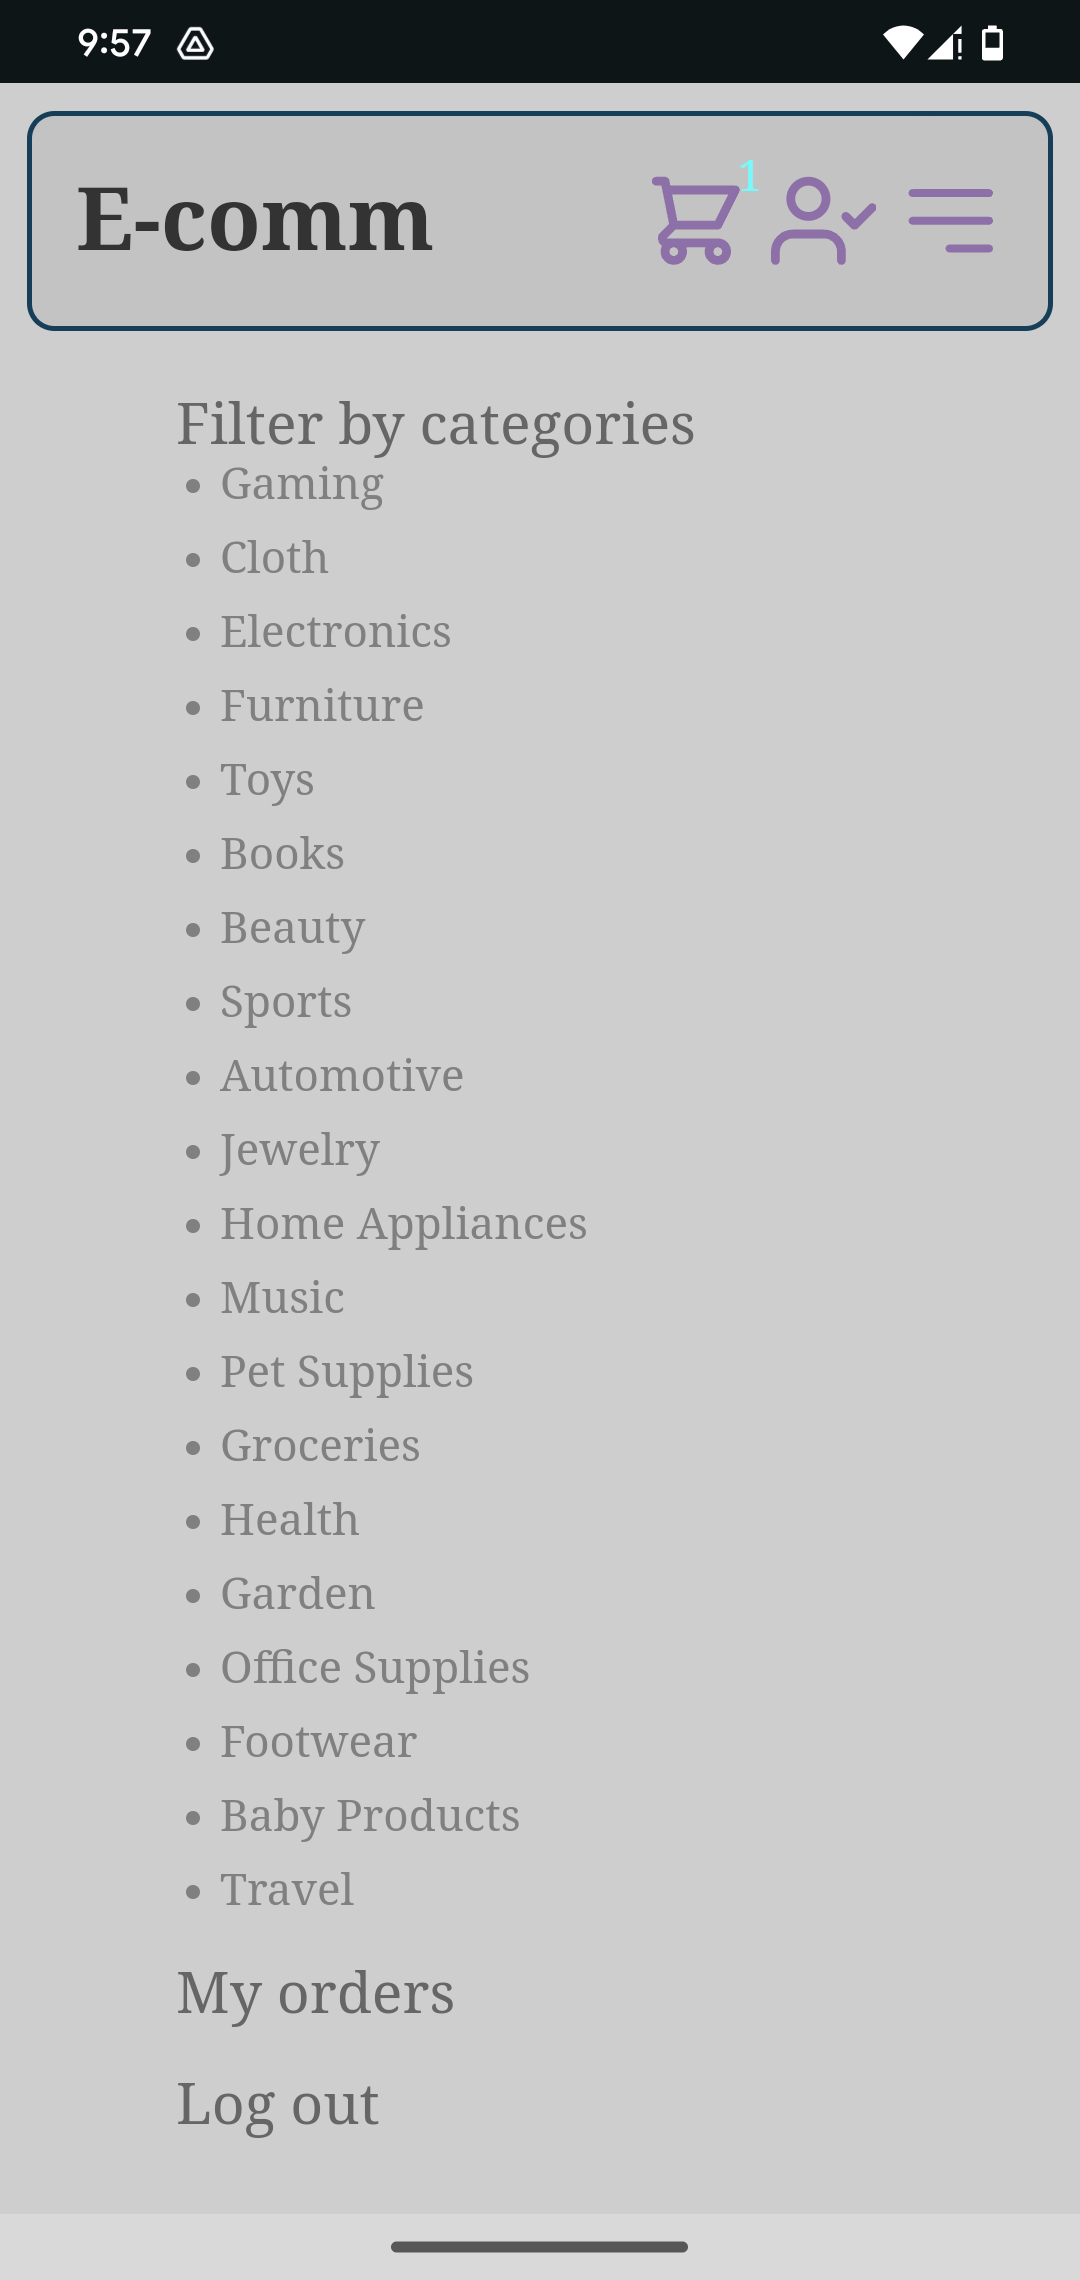 9:57
E-comm
1
Filter by categories
• Gaming
• Cloth
• Electronics
• Furniture
• Toys
• Books
• Beauty
• Sports
• Automotive
• Jewelry
• Home Appliances
• Music
• Pet Supplies
• Groceries
• Health
• Garden
• Office Supplies
• Footwear
• Baby Products
• Travel
My orders
Log out